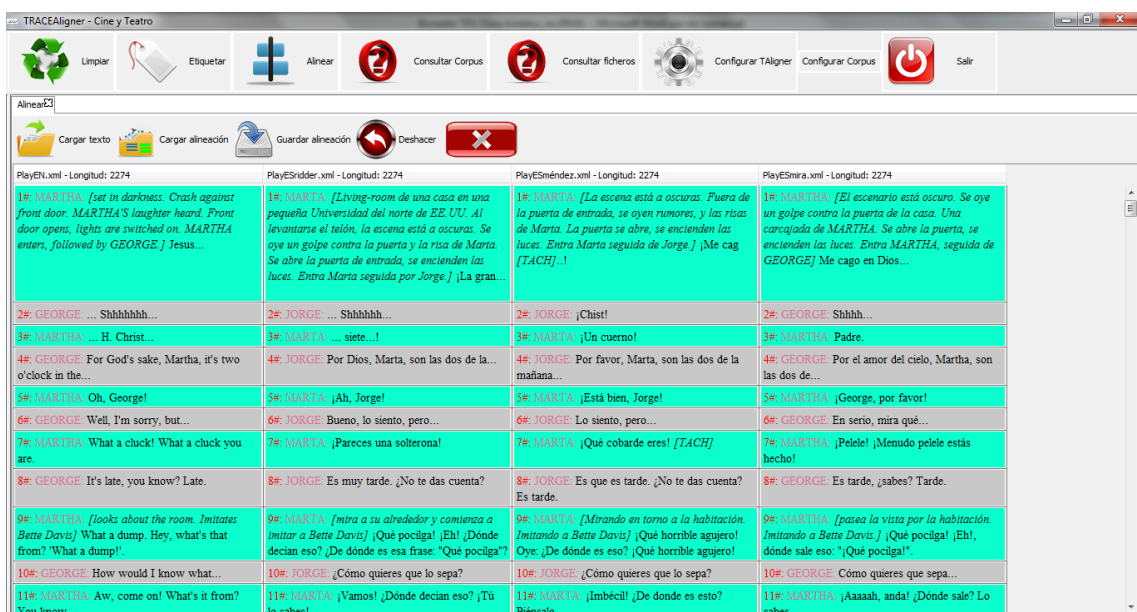 TRACEAligner - Cine y Teatro
Limpiar
Etiquetar
Alinear
Consultar Corpus
Consultar ficheros
Configurar TAligner
Configurar Corpus
Salir
Alinear
Cargar texto
Cargar alineación
Guardar alineación
Deshacer
PlayEN.xml - Longitud: 2274
PlayESridder.xml - Longitud: 2274
PlayESméndez.xml - Longitud: 2274
PlayESmira.xml - Longitud: 2274
1#: MARTHA: [set in darkness. Crash against
front door. MARTHA'S laughter heard. Front
door opens, lights are switched on. MARTHA
enters, followed by GEORGE.] Jesus...
1#: MARTA: [Living-room de una casa en una
pequeña Universidad del norte de EE.UU. Al
levantarse el telón, la escena está a oscuras. Se
oye un golpe contra la puerta y la risa de Marta.
Se abre la puerta de entrada, se encienden las
luces. Entra Marta seguida por Jorge.] ¡La gran...
1#: MARTA: [La escena está a oscuras. Fuera de
la puerta de entrada, se oyen rumores, y las risas
de Marta. La puerta se abre, se encienden las
luces. Entra Marta seguida de Jorge.] ¡Me cag
[TACH]..!
1#: MARTHA: [El escenario está oscuro. Se oye
un golpe contra la puerta de la casa. Una
carcajada de MARTHA. Se abre la puerta, se
encienden las luces. Entra MARTHA, seguida de
GEORGE] Me cago en Dios...
2#: GEORGE: ... Shhhhhhh...
2#: JORGE: ... Shhhhhh...
2#: JORGE: ¡Chist!
2#: GEORGE: Shhhh...
3#: MARTHA: ... H. Christ...
3#: MARTA: ... siete...!
3#: MARTA: ¡Un cuerno!
3#: MARTHA: Padre.
4#: GEORGE: For God's sake, Martha, it's two
o'clock in the...
4#: JORGE: Por Dios, Marta, son las dos de la...
4#: JORGE: Por favor, Marta, son las dos de la
mañana...
4#: GEORGE: Por el amor del cielo, Martha, son
las dos de...
5#: MARTHA: Oh, George!
5#: MARTA: ¡Ah, Jorge!
5#: MARTA: ¡Está bien, Jorge!
5#: MARTHA: ¡George, por favor!
6#: GEORGE: Well, I'm sorry, but...
6#: JORGE: Bueno, lo siento, pero...
6#: JORGE: Lo siento, pero...
6#: GEORGE: En serio, mira qué...
7#: MARTHA: What a cluck! What a cluck you
are.
7#: MARTA: ¡Pareces una solterona!
7#: MARTA: ¡Qué cobarde eres! [TACH]
7#: MARTHA: ¡Pelele! ¡Menudo pelele estás
hecho!
8#: GEORGE: It's late, you know? Late.
8#: JORGE: Es muy tarde. ¿No te das cuenta?
8#: JORGE: Es que es tarde. ¿No te das cuenta?
Es tarde.
8#: GEORGE: Es tarde, ¿sabes? Tarde.
9#: MARTHA: [looks about the room. Imitates
Bette Davis] What a dump. Hey, what's that
from? 'What a dump!'.
9#: MARTA: [mira a su alrededor y comienza a
imitar a Bette Davis] ¡Qué pocilga! ¡Eh! ¿Dónde
decían eso? ¿De dónde es esa frase: "Qué pocilga"?
9#: MARTA: [Mirando en torno a la habitación.
Imitando a Bette Davis] ¡Qué horrible agujero!
Oye: ¿De dónde es eso? ¡Qué horrible agujero!
9#: MARTHA: [pasea la vista por la habitación.
Imitando a Bette Davis.] ¡Qué pocilga! ¡Eh!,
dónde sale eso: "¡Qué pocilga!".
10#: GEORGE: How would I know what...
10#: JORGE: ¿Cómo quieres que lo sepa?
10#: JORGE: ¿Cómo quieres que lo sepa?
10#: GEORGE: Cómo quieres que sepa...
11#: MARTHA: Aw, come on! What's it from?
You know
11#: MARTA: ¡Vamos! ¿Dónde decían eso? ¡Tú
lo sabes!
11#: MARTA: ¡Imbécil! ¿De donde es esto?
Piénsalo
11#: MARTHA: ¡Aaaaah, anda! ¿Dónde sale? Lo
sabes